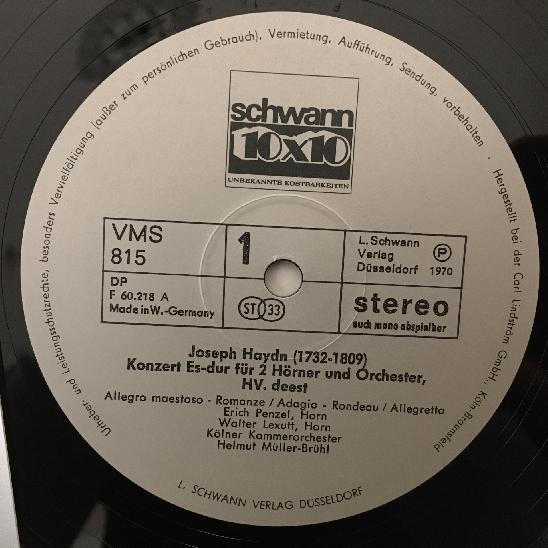 Urheber- und Leistungsschutzrechte, besonders Vervielfältigung (außer zum persönlichen Gebrauch), Vermietung, Aufführung, Sendung, vorbehalten · Hergestellt bei der Carl Lindström GmbH., Köln-Braunsfeld
schwann
10x10
UNBEKANNTE KOSTBARKEITEN
VMS
815
1
L. Schwann
Verlag
Düsseldorf
Ⓟ
1970
DP
F 60.218 A
Made in W.-Germany
ST 33
stereo
auch mono abspielbar
Joseph Haydn (1732-1809)
Konzert Es-dur für 2 Hörner und Orchester,
HV. deest
Allegro maestoso - Romanze / Adagio - Rondeau / Allegretta
Erich Penzel, Horn
Walter Lexutt, Horn
Kölner Kammerorchester
Helmut Müller-Brühl
L. SCHWANN VERLAG DÜSSELDORF